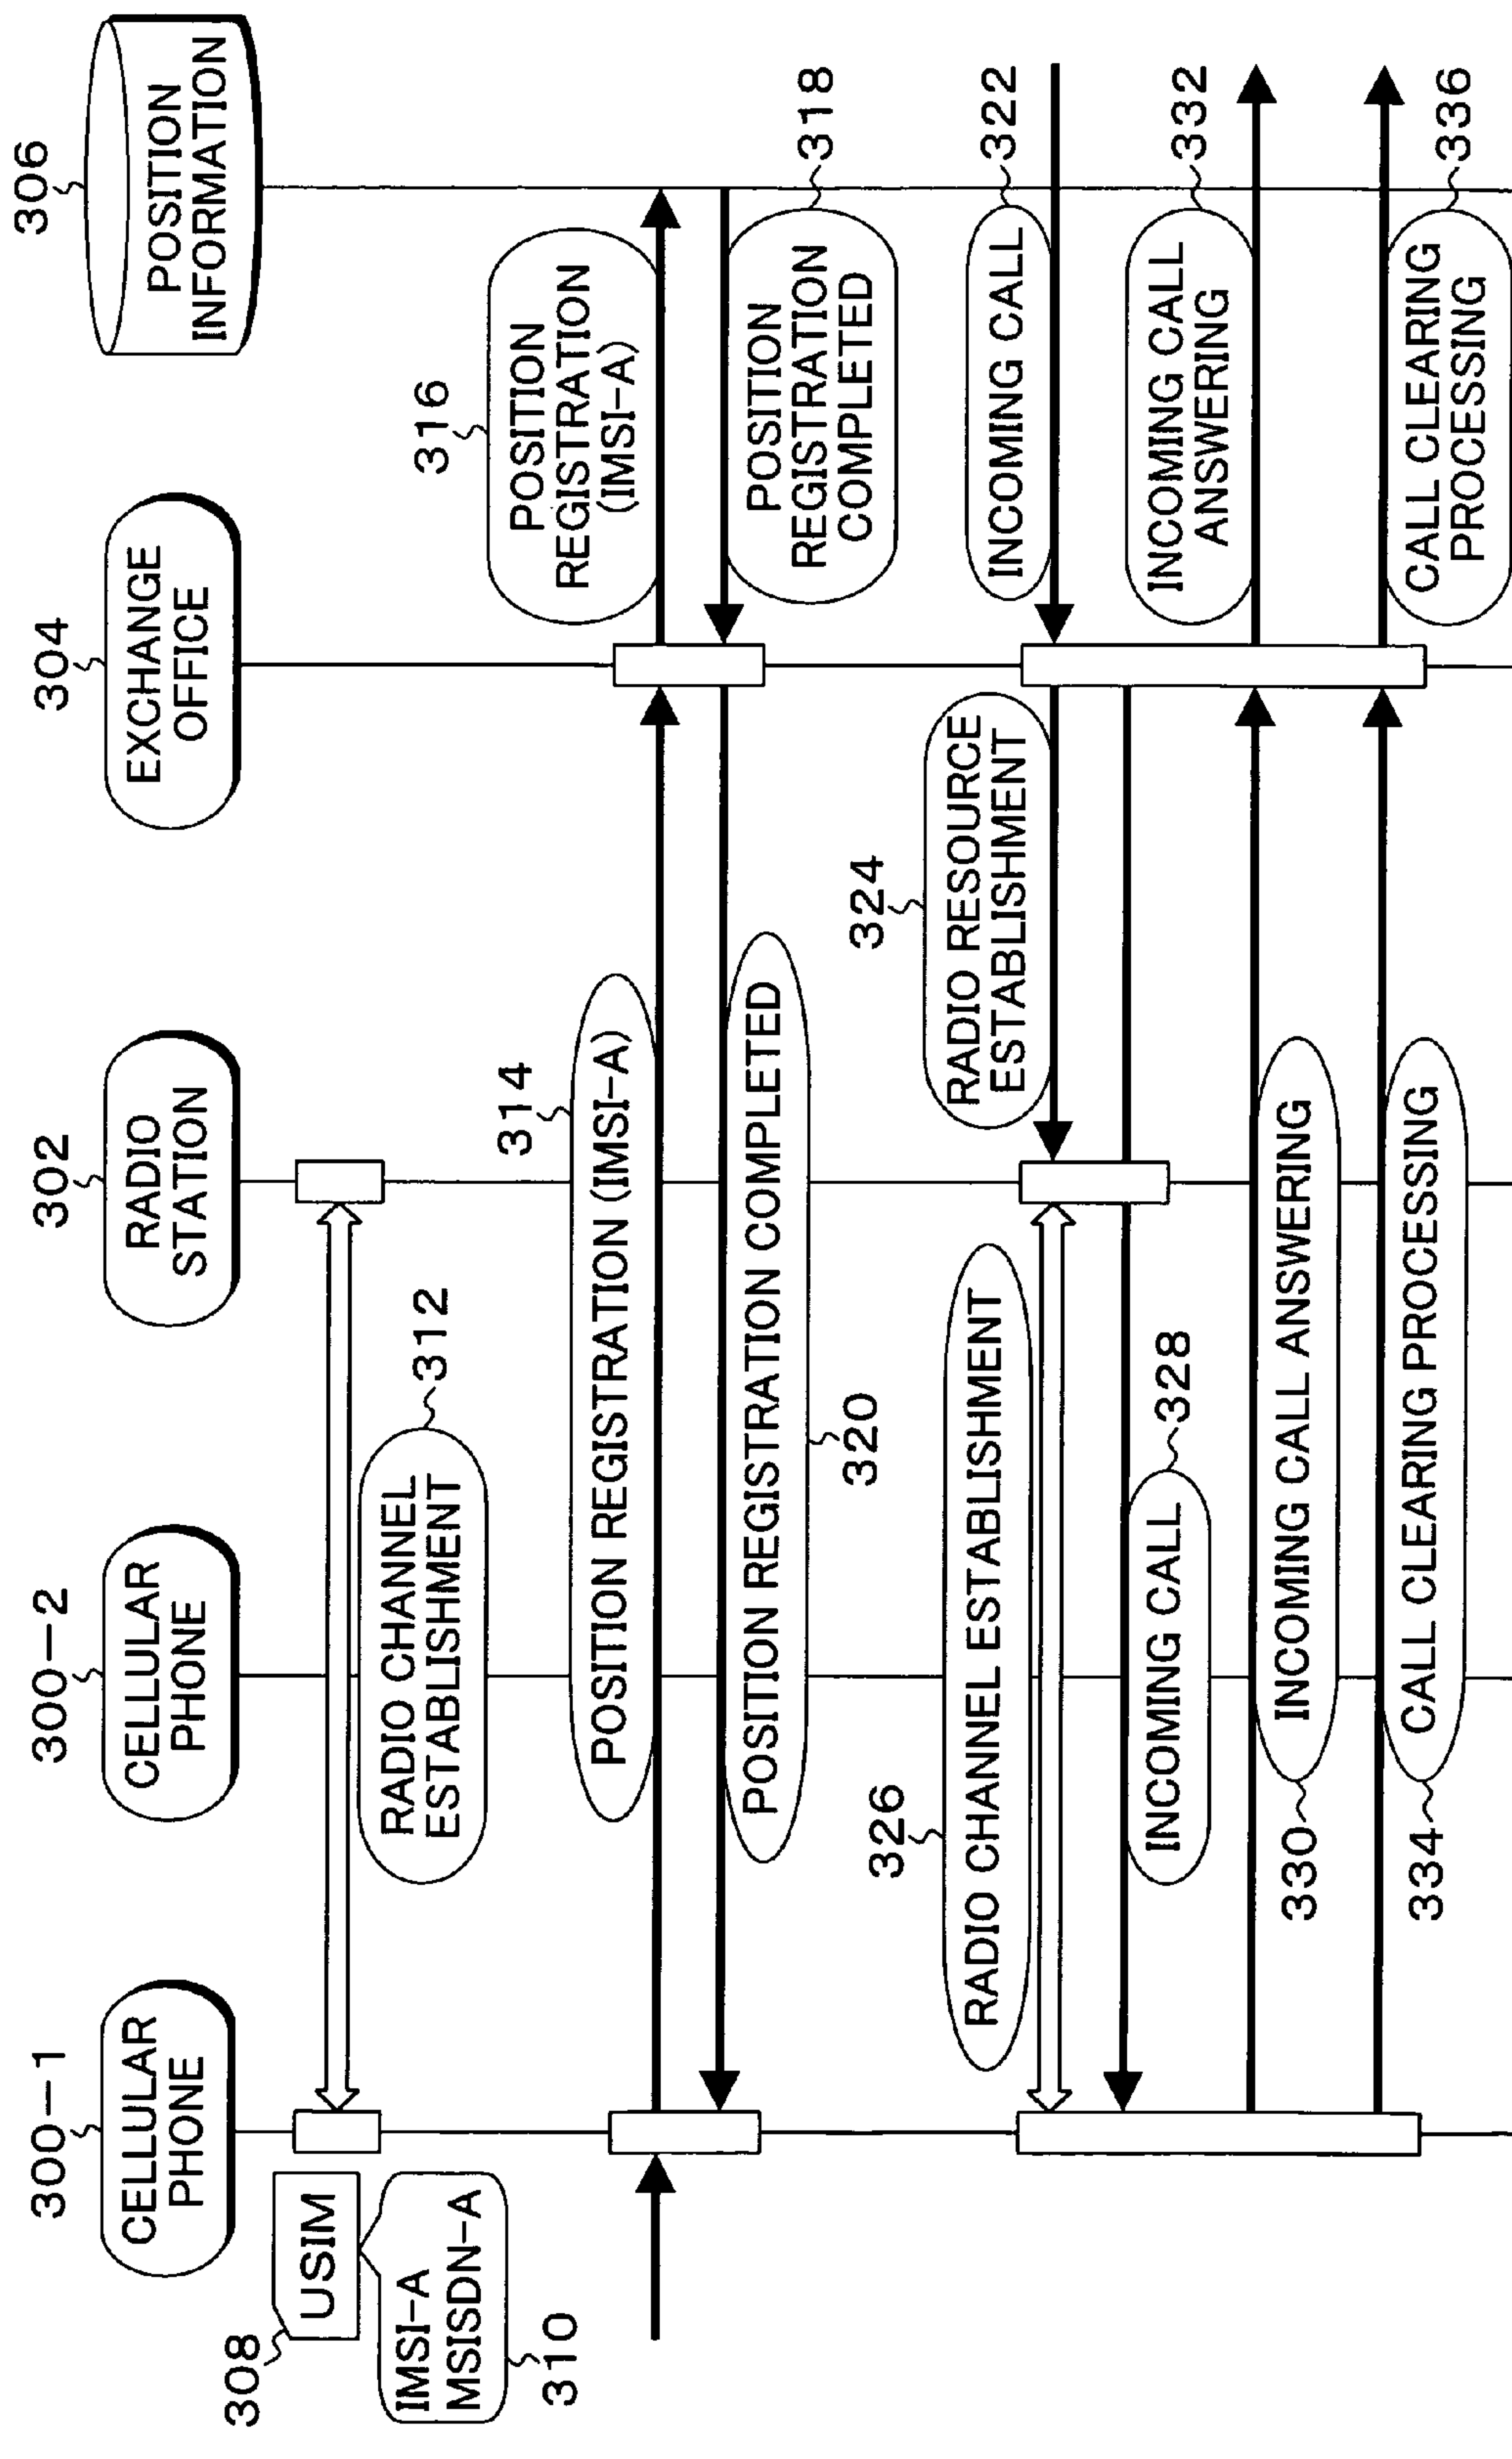 300-1
CELLULAR
PHONE
300-2
CELLULAR
PHONE
302
RADIO
STATION
304
EXCHANGE
OFFICE
306
POSITION
INFORMATION
308
USIM
IMSI-A
MSISDN-A
310
RADIO CHANNEL
ESTABLISHMENT
312
314
POSITION REGISTRATION (IMSI-A)
316
POSITION
REGISTRATION
(IMSI-A)
POSITION
REGISTRATION
COMPLETED
318
POSITION REGISTRATION COMPLETED
320
INCOMING CALL
322
324
RADIO RESOURCE
ESTABLISHMENT
326
RADIO CHANNEL ESTABLISHMENT
INCOMING CALL
328
330
INCOMING CALL ANSWERING
INCOMING CALL
ANSWERING
332
334
CALL CLEARING PROCESSING
CALL CLEARING
PROCESSING
336